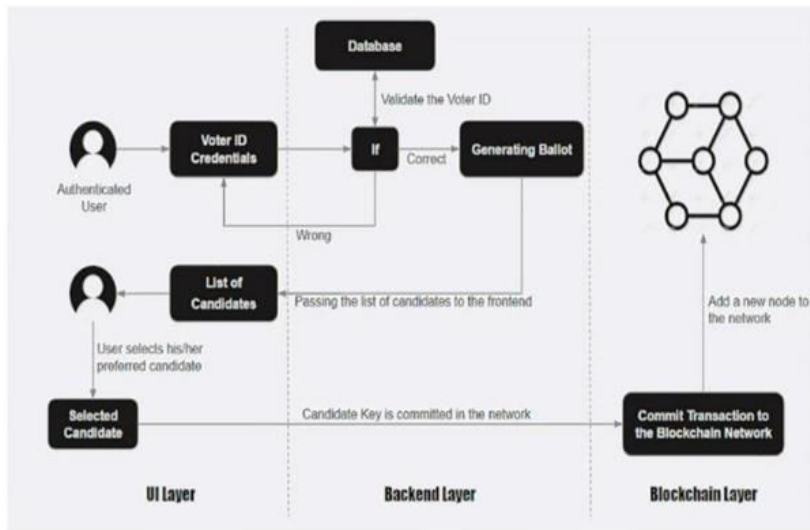 Database
Validate the Voter ID
Voter ID
Credentials
If
Correct
Generating Ballot
Authenticated
User
Wrong
List of
Candidates
Passing the list of candidates to the frontend
Add a new node to
the network
User selects his/her
preferred candidate
Selected
Candidate
Candidate Key is committed in the network
Commit Transaction to
the Blockchain Network
UI Layer
Backend Layer
Blockchain Layer